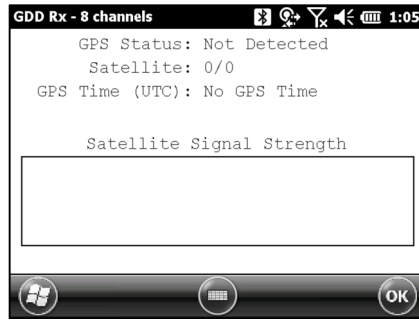 GDD Rx - 8 channels 1:05
GPS Status: Not Detected
Satellite: 0/0
GPS Time (UTC): No GPS Time
Satellite Signal Strength
OK